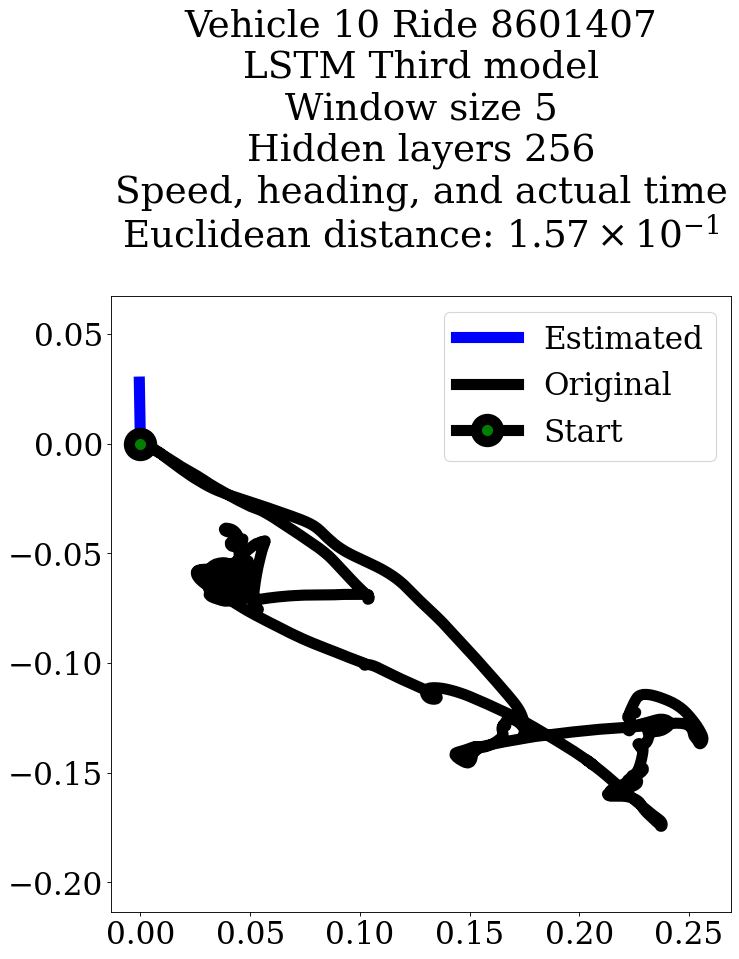 Vehicle 10 Ride 8601407
LSTM Third model
Window size 5
Hidden layers 256
Speed, heading, and actual time
Euclidean distance: 1.57 × 10⁻¹
Estimated
Original
Start
0.05
0.00
−0.05
−0.10
−0.15
−0.20
0.00 0.05 0.10 0.15 0.20 0.25